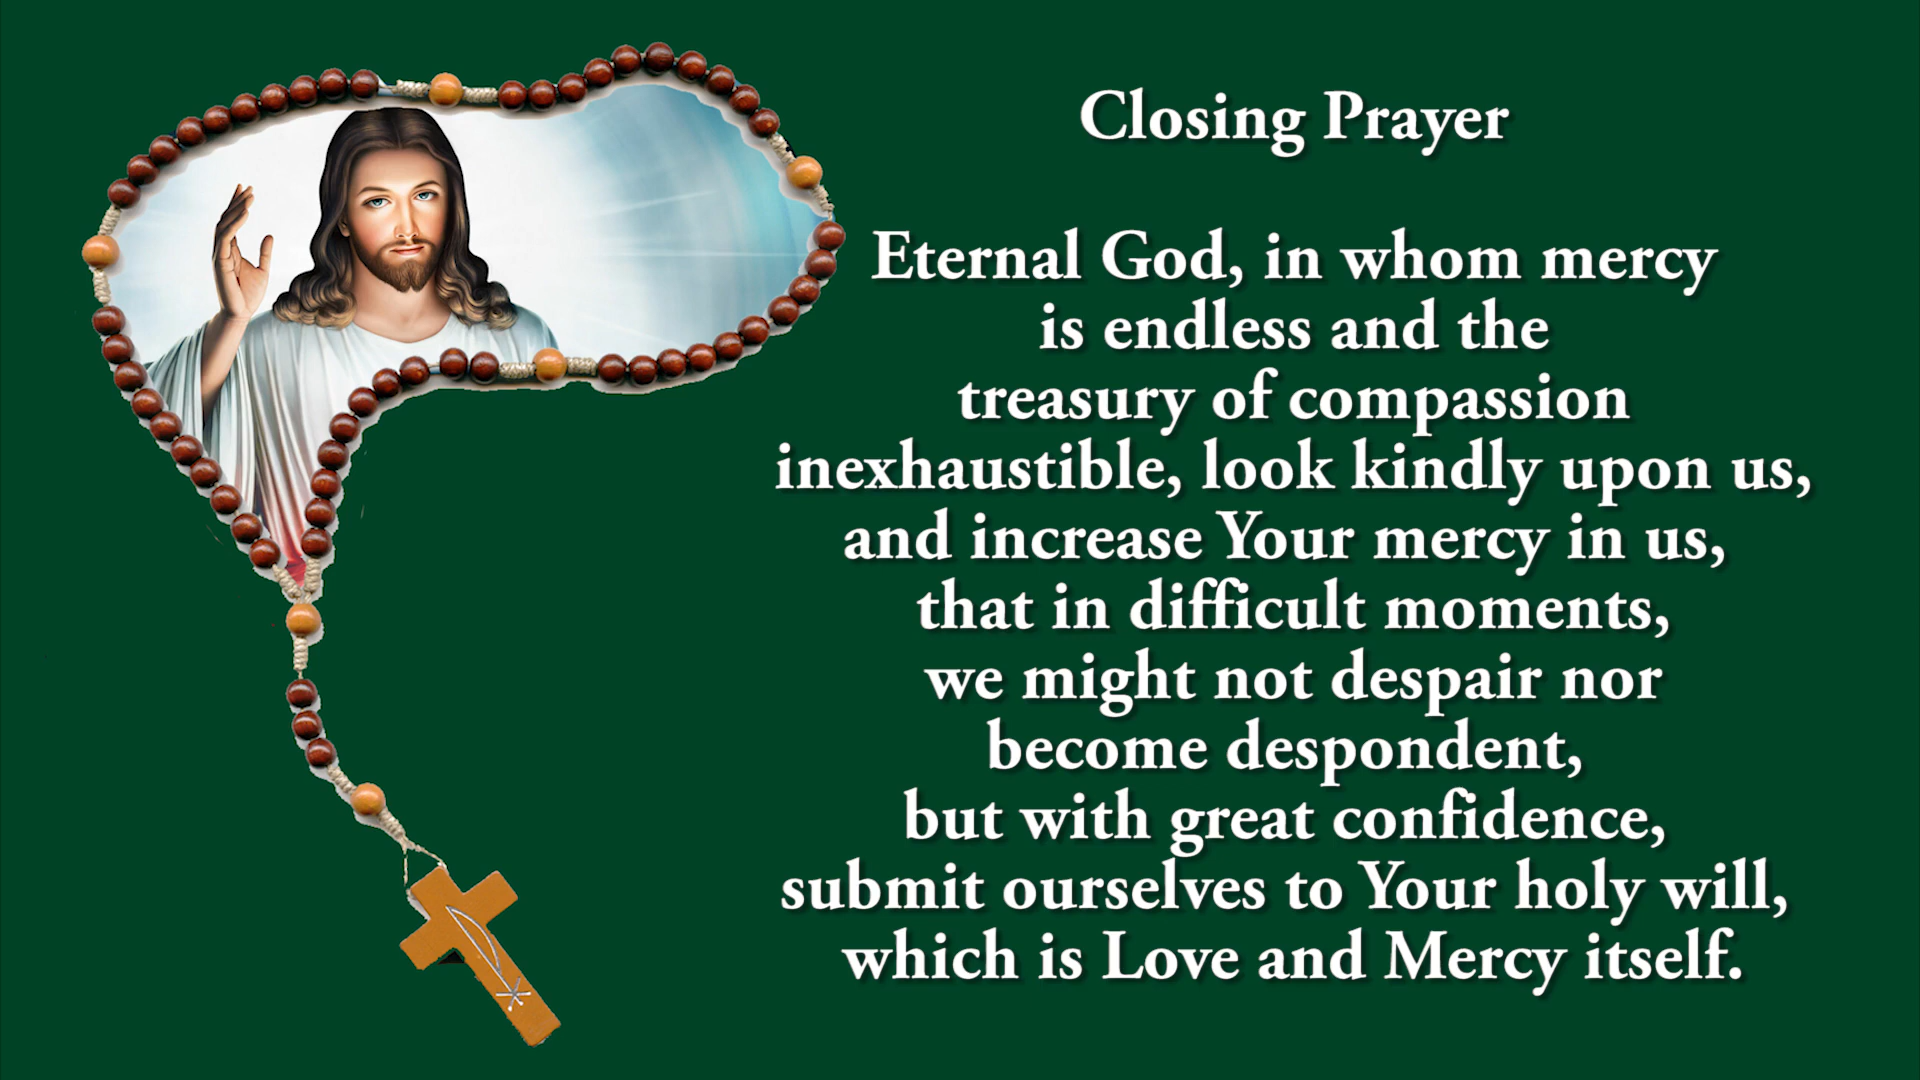 Closing Prayer
Eternal God, in whom mercy
is endless and the
treasury of compassion
inexhaustible, look kindly upon us,
and increase Your mercy in us,
that in difficult moments,
we might not despair nor
become despondent,
but with great confidence,
submit ourselves to Your holy will,
which is Love and Mercy itself.